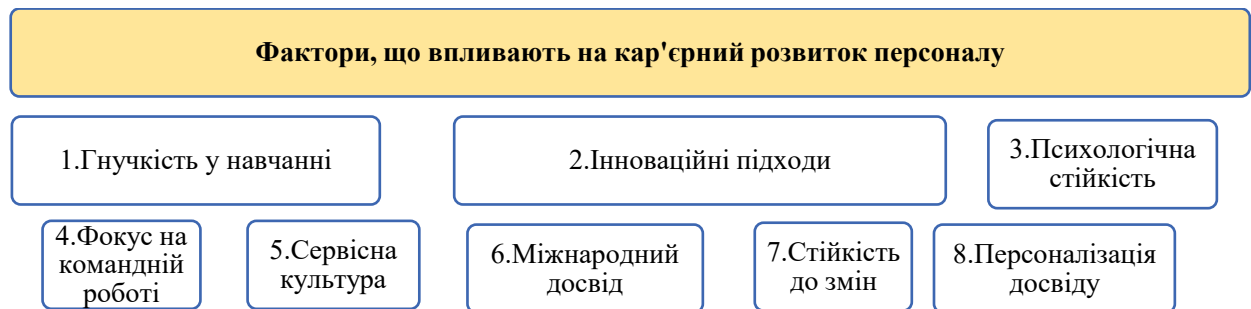 Фактори, що впливають на кар'єрний розвиток персоналу
1.Гнучкість у навчанні
2.Інноваційні підходи
3.Психологічна
стійкість
4.Фокус на
командній
роботі
5.Сервісна
культура
6.Міжнародний
досвід
7.Стійкість
до змін
8.Персоналізація
досвіду